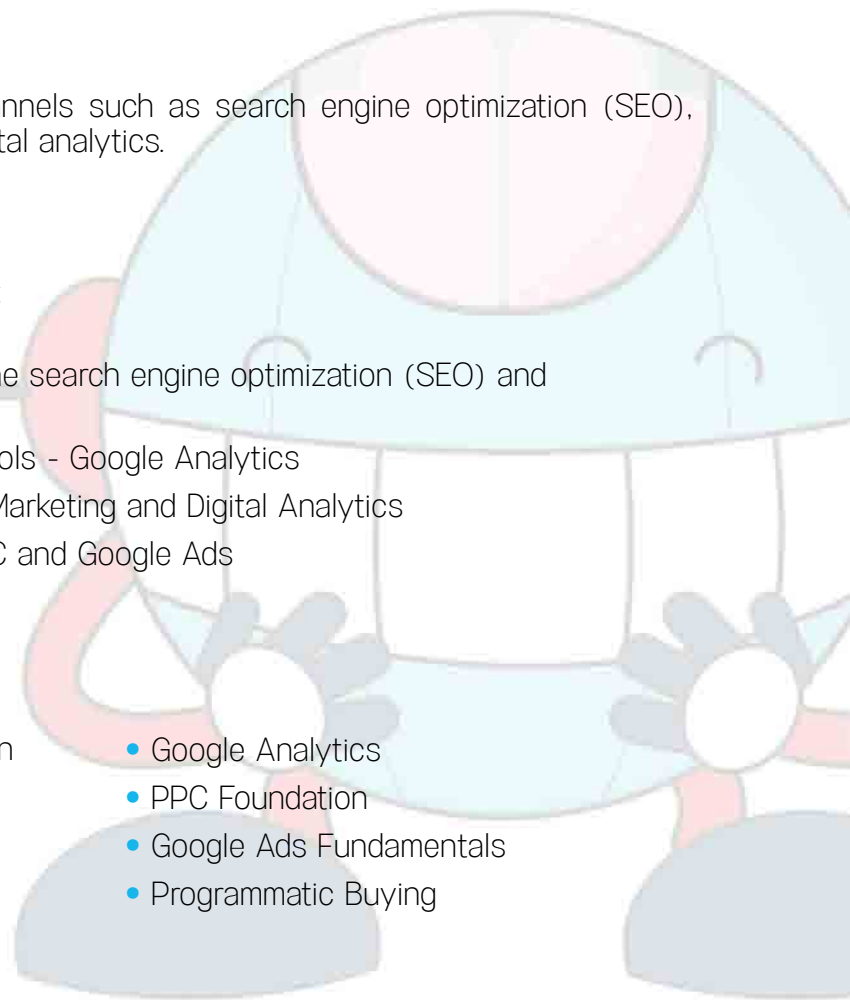 annels such as search engine optimization (SEO),
tal analytics.
e search engine optimization (SEO) and
ols - Google Analytics
Marketing and Digital Analytics
C and Google Ads
n
• Google Analytics
• PPC Foundation
• Google Ads Fundamentals
• Programmatic Buying